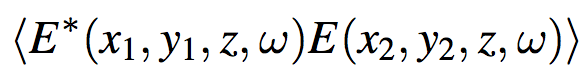 ⟨E*(x₁, y₁, z, ω)E(x₂, y₂, z, ω)⟩